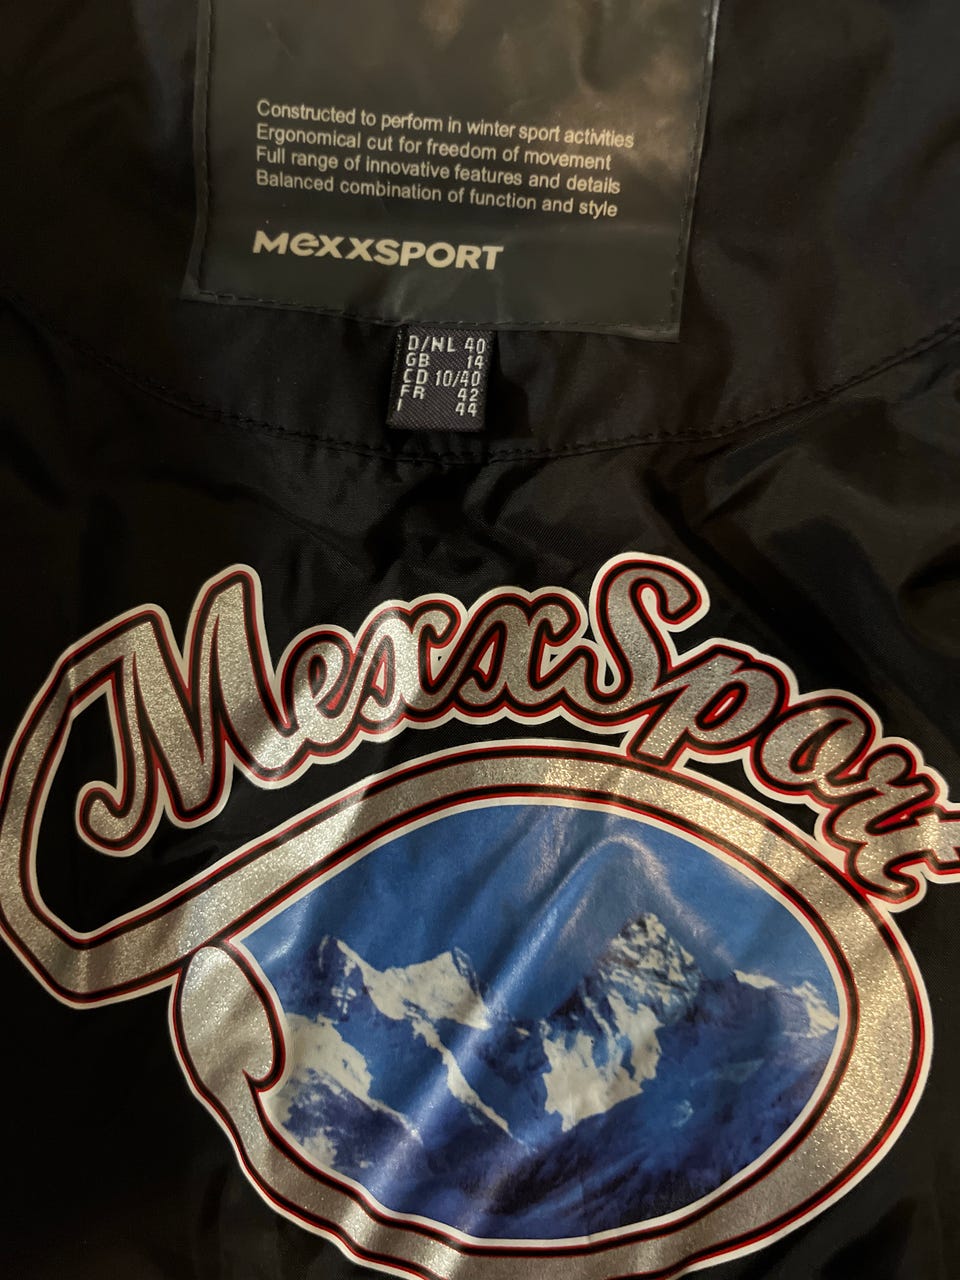 Constructed to perform in winter sport activities
Ergonomical cut for freedom of movement
Full range of innovative features and details
Balanced combination of function and style
MexxSPORT
D/NL 40
GB 14
CD 10/40
FR 42
I 44
MexxSport